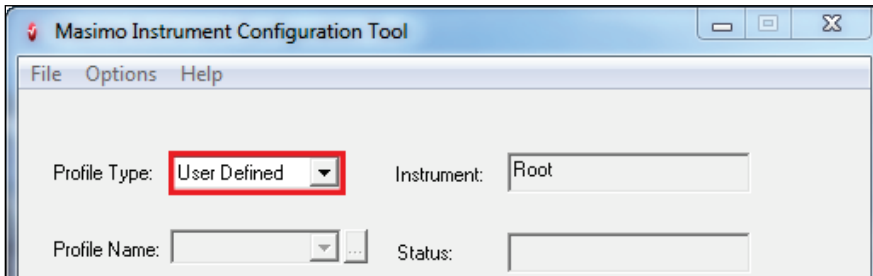 Masimo Instrument Configuration Tool
File Options Help
Profile Type: User Defined Instrument: Root
Profile Name: ... Status: